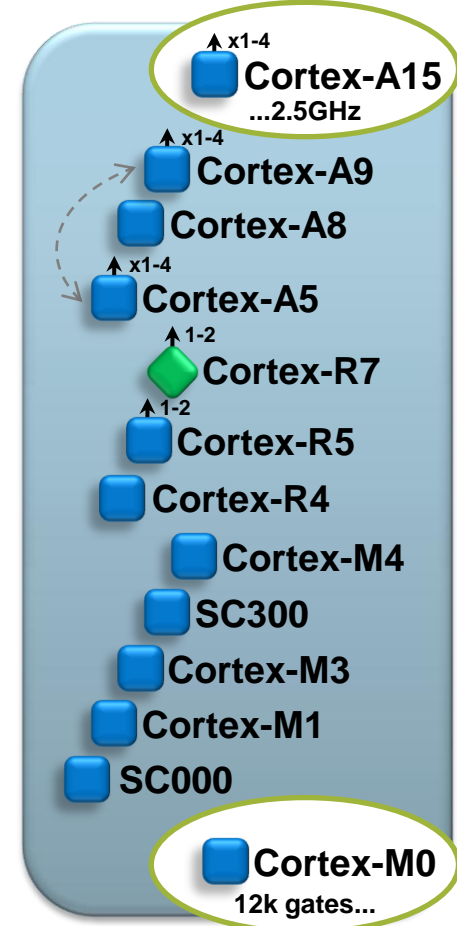 x1-4
Cortex-A15
...2.5GHz
x1-4
Cortex-A9
Cortex-A8
x1-4
Cortex-A5
1-2
Cortex-R7
1-2
Cortex-R5
Cortex-R4
Cortex-M4
SC300
Cortex-M3
Cortex-M1
SC000
Cortex-M0
12k gates...